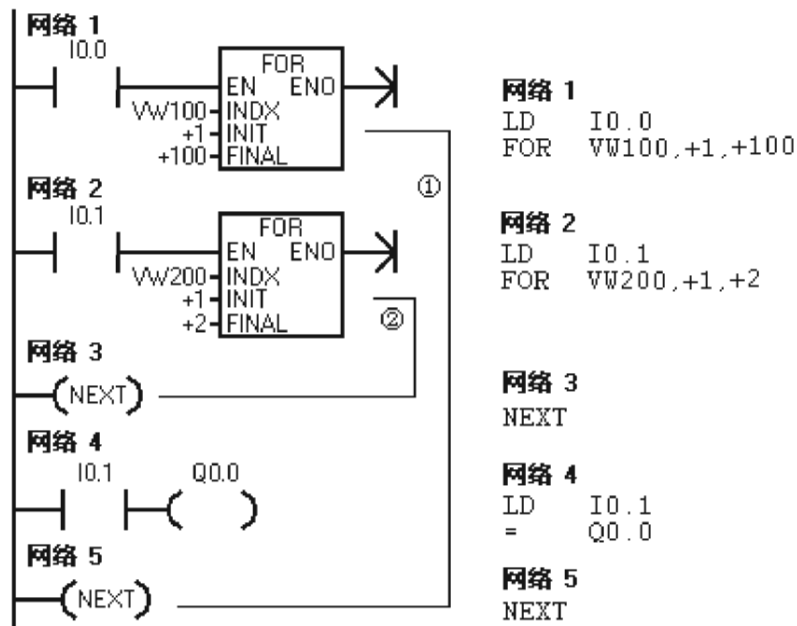 网络 1
I0.0
FOR
EN ENO
VW100 INDX
+1 INIT
+100 FINAL
①
网络 2
I0.1
FOR
EN ENO
VW200 INDX
+1 INIT
+2 FINAL
②
网络 3
NEXT
网络 4
I0.1 Q0.0
网络 5
NEXT
网络 1
LD I0.0
FOR VW100,+1,+100
网络 2
LD I0.1
FOR VW200,+1,+2
网络 3
NEXT
网络 4
LD I0.1
= Q0.0
网络 5
NEXT